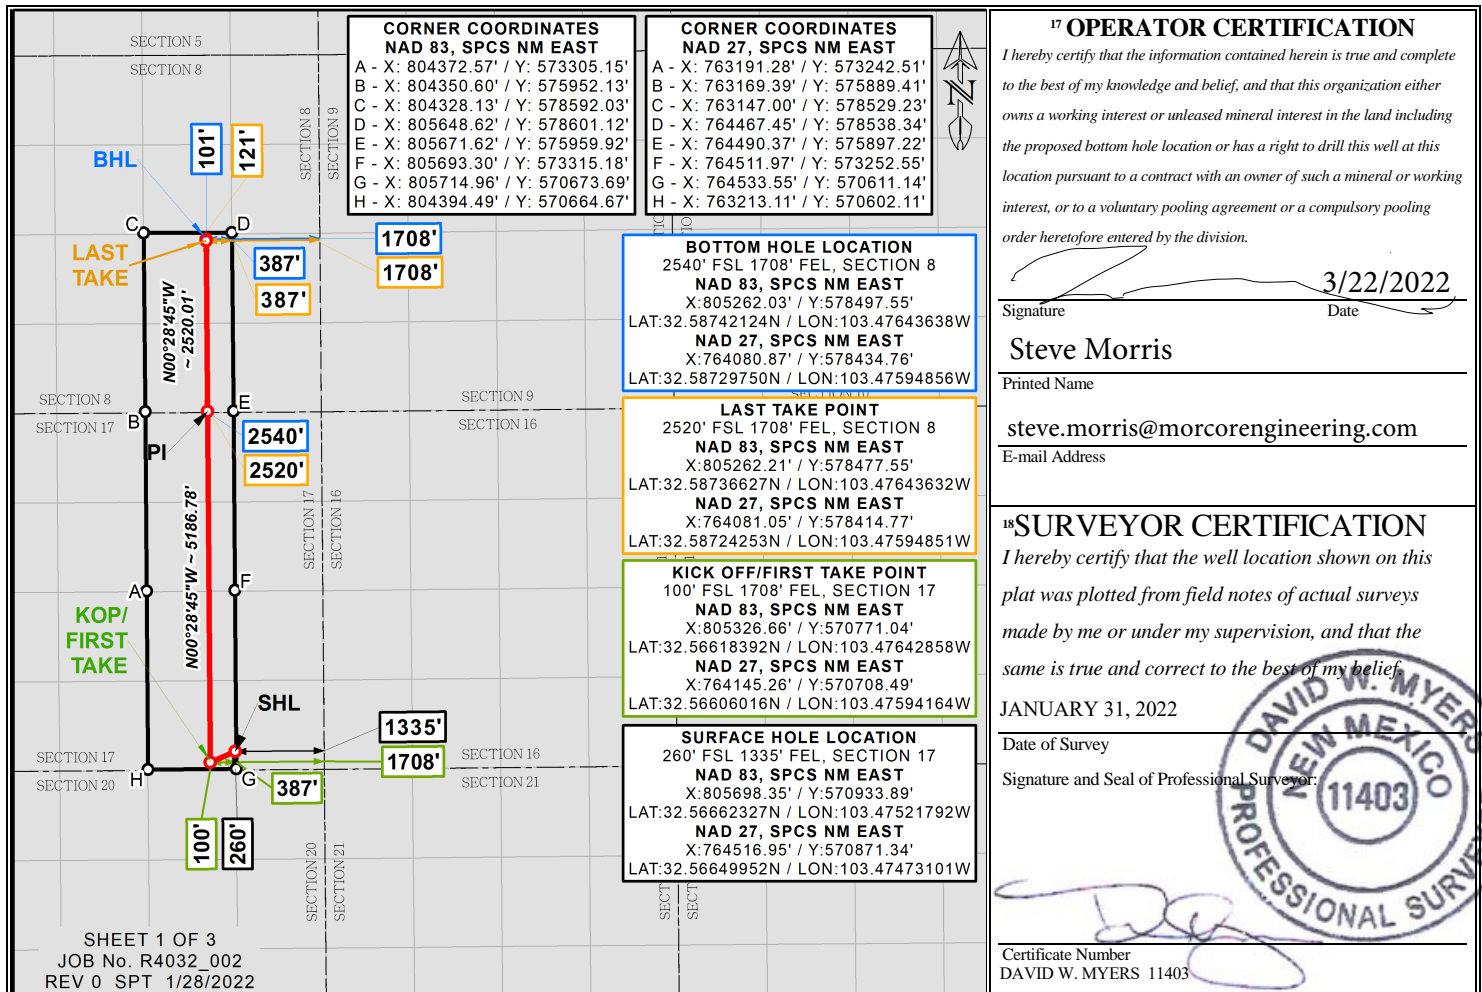 SECTION 5
SECTION 8
SECTION 8
SECTION 9
CORNER COORDINATES
NAD 83, SPCS NM EAST
A - X: 804372.57' / Y: 573305.15'
B - X: 804350.60' / Y: 575952.13'
C - X: 804328.13' / Y: 578592.03'
D - X: 805648.62' / Y: 578601.12'
E - X: 805671.62' / Y: 575959.92'
F - X: 805693.30' / Y: 573315.18'
G - X: 805714.96' / Y: 570673.69'
H - X: 804394.49' / Y: 570664.67'
CORNER COORDINATES
NAD 27, SPCS NM EAST
A - X: 763191.28' / Y: 573242.51'
B - X: 763169.39' / Y: 575889.41'
C - X: 763147.00' / Y: 578529.23'
D - X: 764467.45' / Y: 578538.34'
E - X: 764490.37' / Y: 575897.22'
F - X: 764511.97' / Y: 573252.55'
G - X: 764533.55' / Y: 570611.14'
H - X: 763213.11' / Y: 570602.11'
N
BHL
101'
121'
C
D
LAST
TAKE
387'
387'
1708'
1708'
N00°28'45"W
~ 2520.01'
SECTION 8
SECTION 17
B
E
SECTION 9
SECTION 16
PI
2540'
2520'
SECTION 17
SECTION 16
N00°28'45"W ~ 5186.78'
A
F
KOP/
FIRST
TAKE
SHL
1335'
1708'
387'
SECTION 17
SECTION 20
H
G
SECTION 16
SECTION 21
100'
260'
SECTION 20
SECTION 21
SECT
SECT
BOTTOM HOLE LOCATION
2540' FSL 1708' FEL, SECTION 8
NAD 83, SPCS NM EAST
X:805262.03' / Y:578497.55'
LAT:32.58742124N / LON:103.47643638W
NAD 27, SPCS NM EAST
X:764080.87' / Y:578434.76'
LAT:32.58729750N / LON:103.47594856W
LAST TAKE POINT
2520' FSL 1708' FEL, SECTION 8
NAD 83, SPCS NM EAST
X:805262.21' / Y:578477.55'
LAT:32.58736627N / LON:103.47643632W
NAD 27, SPCS NM EAST
X:764081.05' / Y:578414.77'
LAT:32.58724253N / LON:103.47594851W
KICK OFF/FIRST TAKE POINT
100' FSL 1708' FEL, SECTION 17
NAD 83, SPCS NM EAST
X:805326.66' / Y:570771.04'
LAT:32.56618392N / LON:103.47642858W
NAD 27, SPCS NM EAST
X:764145.26' / Y:570708.49'
LAT:32.56606016N / LON:103.47594164W
SURFACE HOLE LOCATION
260' FSL 1335' FEL, SECTION 17
NAD 83, SPCS NM EAST
X:805698.35' / Y:570933.89'
LAT:32.56662327N / LON:103.47521792W
NAD 27, SPCS NM EAST
X:764516.95' / Y:570871.34'
LAT:32.56649952N / LON:103.47473101W
SHEET 1 OF 3
JOB No. R4032_002
REV 0 SPT 1/28/2022
17 OPERATOR CERTIFICATION
I hereby certify that the information contained herein is true and complete
to the best of my knowledge and belief, and that this organization either
owns a working interest or unleased mineral interest in the land including
the proposed bottom hole location or has a right to drill this well at this
location pursuant to a contract with an owner of such a mineral or working
interest, or to a voluntary pooling agreement or a compulsory pooling
order heretofore entered by the division.
3/22/2022
Signature Date
Steve Morris
Printed Name
steve.morris@morcorengineering.com
E-mail Address
18 SURVEYOR CERTIFICATION
I hereby certify that the well location shown on this
plat was plotted from field notes of actual surveys
made by me or under my supervision, and that the
same is true and correct to the best of my belief.
JANUARY 31, 2022
Date of Survey
Signature and Seal of Professional Surveyor:
DAVID W. MYERS
NEW MEXICO
11403
PROFESSIONAL SURVEY
Certificate Number
DAVID W. MYERS 11403